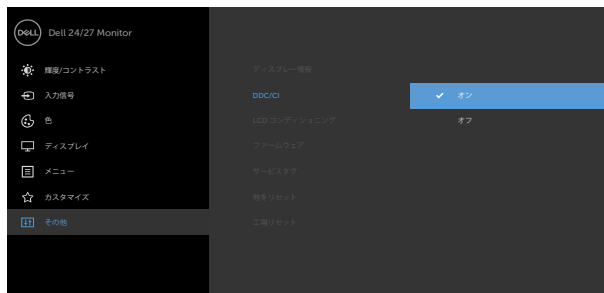 DELL
Dell 24/27 Monitor
輝度/コントラスト
入力信号
色
ディスプレイ
メニュー
カスタマイズ
その他
ディスプレー情報
DDC/CI
LCD コンディショニング
ファームウェア
サービスタグ
他をリセット
工場リセット
オン
オフ